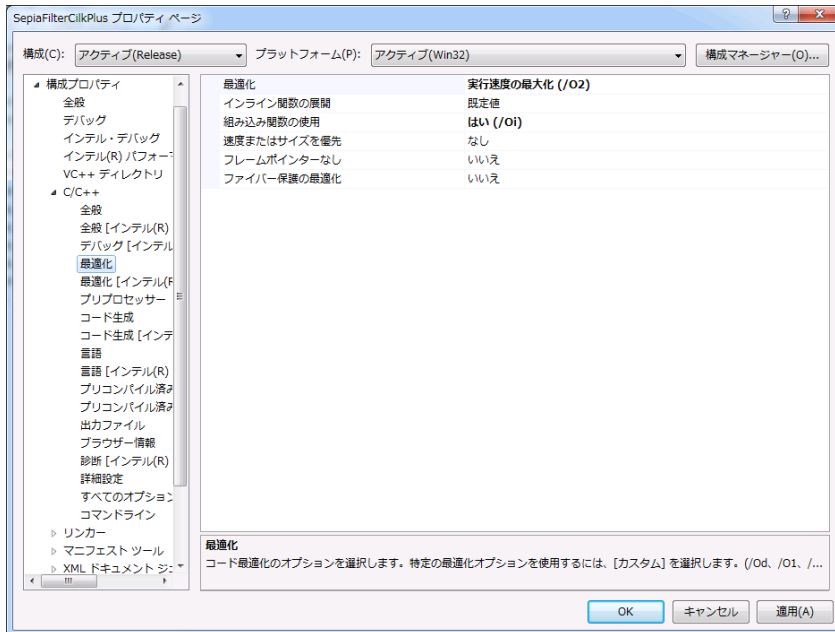 SepiaFilterCilkPlus プロパティ ページ
構成(C): アクティブ(Release) プラットフォーム(P): アクティブ(Win32) 構成マネージャー(O)...
構成プロパティ
全般
デバッグ
インテル・デバッグ
インテル(R) パフォーマ
VC++ ディレクトリ
C/C++
全般
全般 [インテル(R)
デバッグ [インテル
最適化
最適化 [インテル(R
プリプロセッサー
コード生成
コード生成 [インテ
言語
言語 [インテル(R)
プリコンパイル済み
プリコンパイル済み
出力ファイル
ブラウザー情報
診断 [インテル(R)
詳細設定
すべてのオプション
コマンドライン
リンカー
マニフェスト ツール
XML ドキュメント ジェ
最適化 実行速度の最大化 (/O2)
インライン関数の展開 既定値
組み込み関数の使用 はい (/Oi)
速度またはサイズを優先 なし
フレームポインターなし いいえ
ファイバー保護の最適化 いいえ
最適化
コード最適化のオプションを選択します。特定の最適化オプションを使用するには、[カスタム] を選択します。(/Od、/O1、/...
OK キャンセル 適用(A)